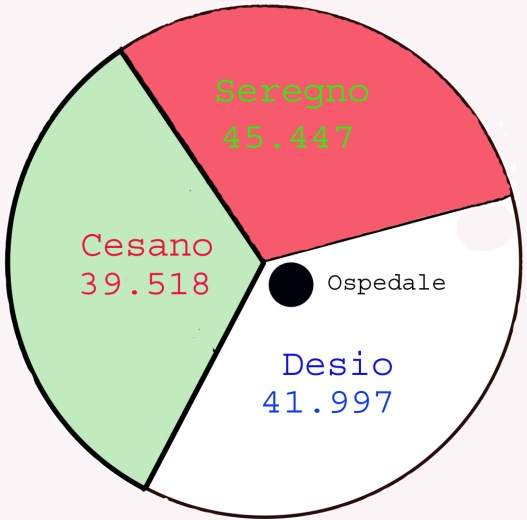 Seregno
45.447
Cesano
39.518
Ospedale
Desio
41.997